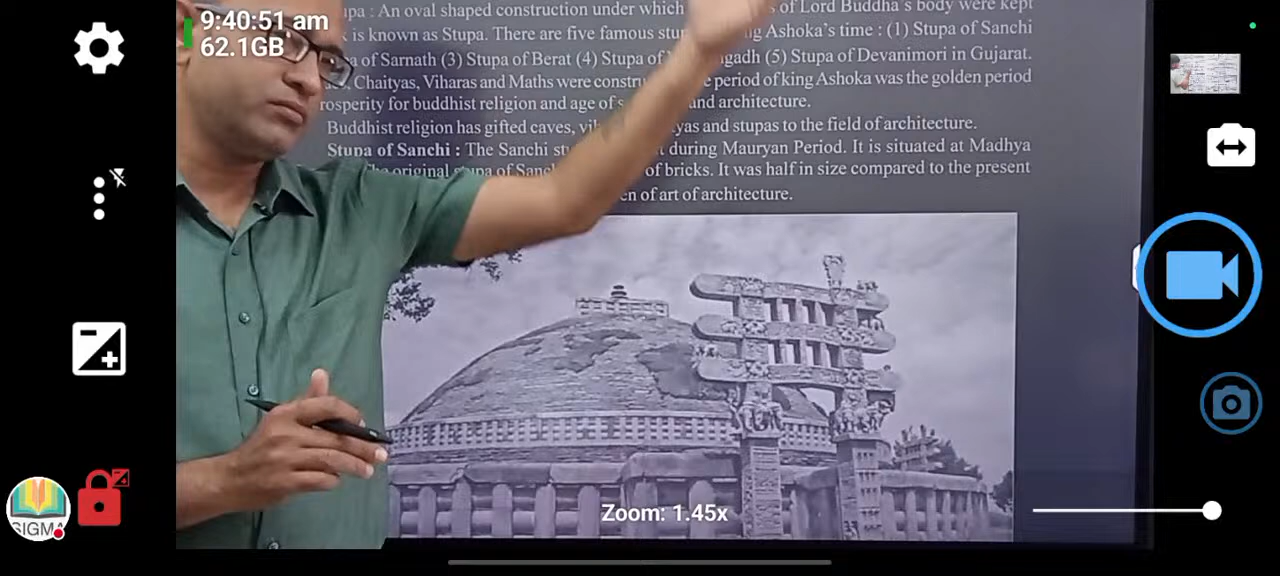 9:40:51 am
62.1GB
upa : An oval shaped construction under which of Lord Buddha's body were kept
is known as Stupa. There are five famous stu ng Ashoka's time : (1) Stupa of Sanchi
of Sarnath (3) Stupa of Berat (4) Stupa of gadh (5) Stupa of Devanimori in Gujarat.
Chaityas, Viharas and Maths were constru period of king Ashoka was the golden period
rosperity for buddhist religion and age of s and architecture.
Buddhist religion has gifted caves, vih yas and stupas to the field of architecture.
Stupa of Sanchi : The Sanchi stu during Mauryan Period. It is situated at Madhya
original stupa of Sanc of bricks. It was half in size compared to the present
en of art of architecture.
Zoom: 1.45x
SIGMA